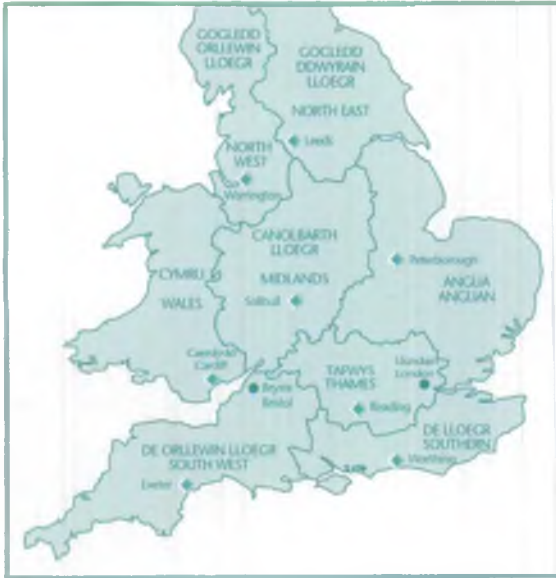 GOGLEDD
ORLLEWIN
LLOEGR
GOGLEDD
DDWYRAIN
LLOEGR
NORTH EAST
Leeds
NORTH
WEST
Warrington
CANOLBARTH
LLOEGR
MIDLANDS
Solihull
CYMRU
WALES
Caerdydd
Cardiff
Peterborough
ANGLIA
ANGLIAN
TAFWYS
THAMES
Reading
Llundain
London
Bryste
Bristol
DE LLOEGR
SOUTHERN
Worthing
DE ORLLEWIN LLOEGR
SOUTH WEST
Exeter